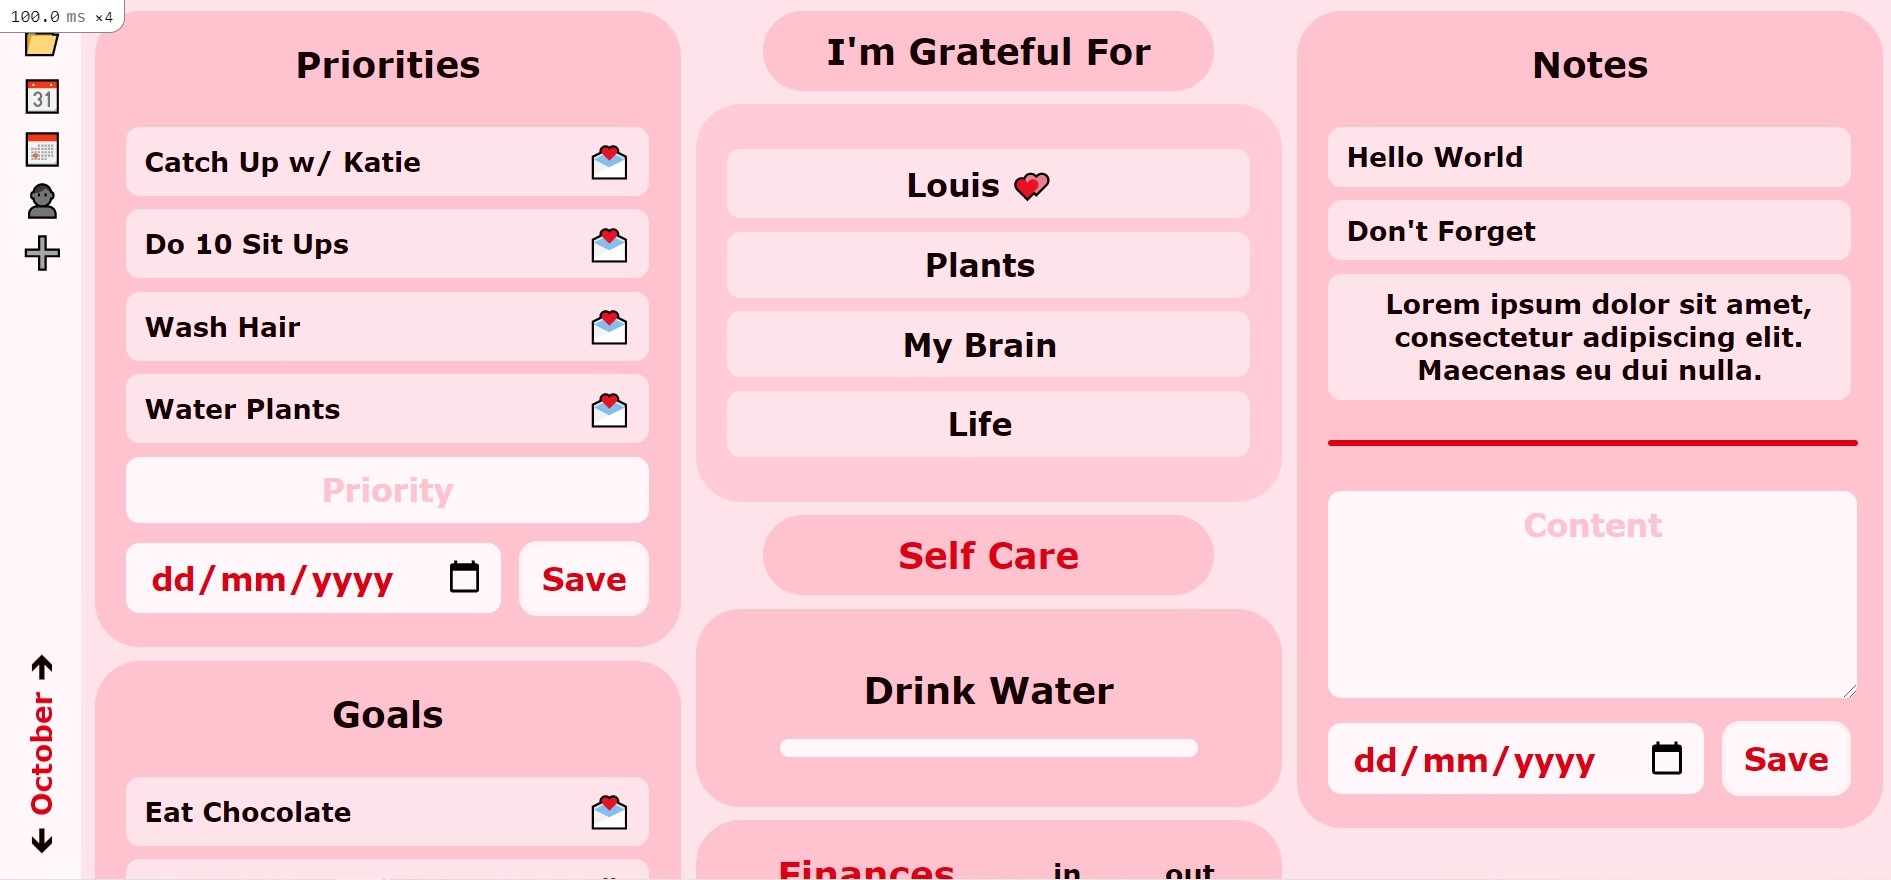 100.0 ms ×4
31
October
Priorities
Catch Up w/ Katie
Do 10 Sit Ups
Wash Hair
Water Plants
Priority
dd/mm/yyyy
Save
Goals
Eat Chocolate
I'm Grateful For
Louis 💕
Plants
My Brain
Life
Self Care
Drink Water
Finances in out
Notes
Hello World
Don't Forget
Lorem ipsum dolor sit amet,
consectetur adipiscing elit.
Maecenas eu dui nulla.
Content
dd/mm/yyyy
Save